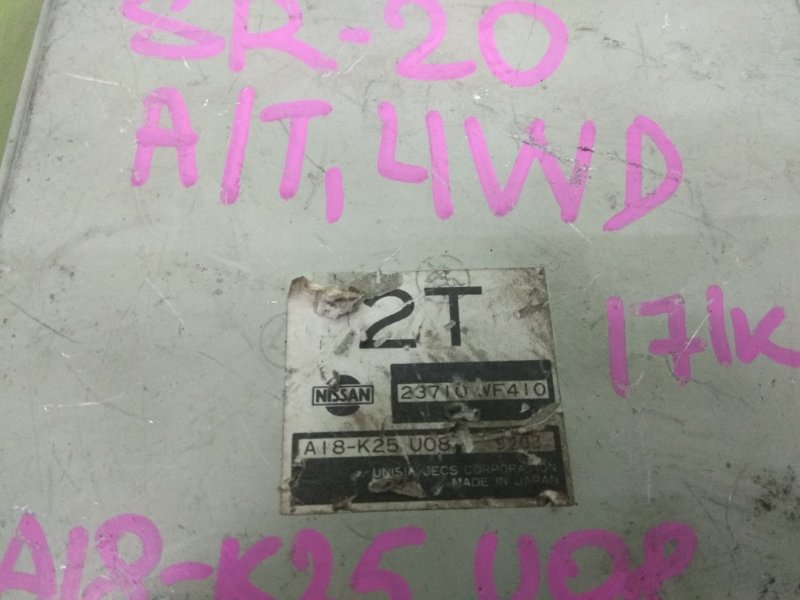 SR-20
A/T, 4WD
171K
2T
NISSAN
23710 WF410
A18-K25 U08
UNISIA JECS CORPORATION
MADE IN JAPAN
A18-K25 U08